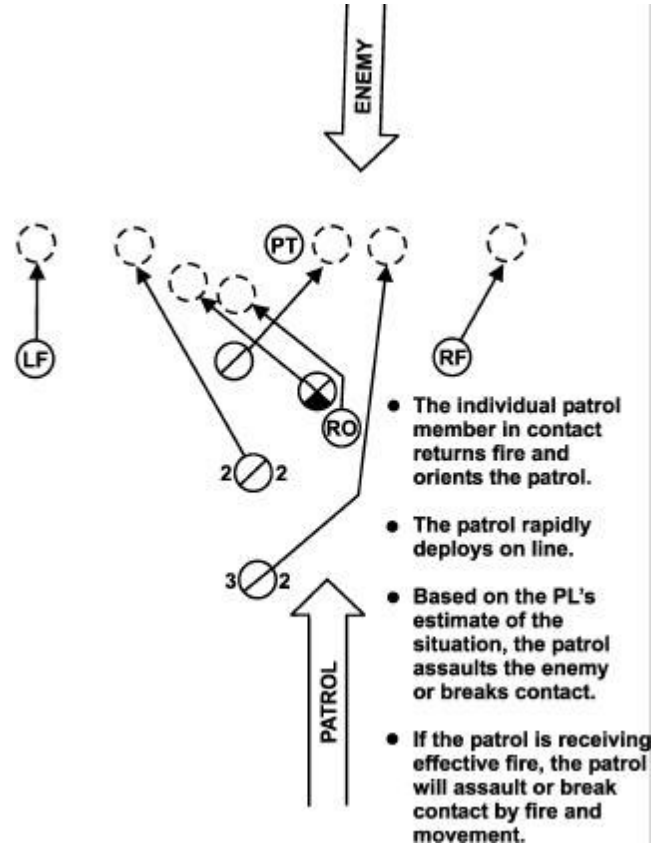 ENEMY
PT
LF
RF
RO
2 2
3 2
PATROL
● The individual patrol
member in contact
returns fire and
orients the patrol.
● The patrol rapidly
deploys on line.
● Based on the PL's
estimate of the
situation, the patrol
assaults the enemy
or breaks contact.
● If the patrol is receiving
effective fire, the patrol
will assault or break
contact by fire and
movement.